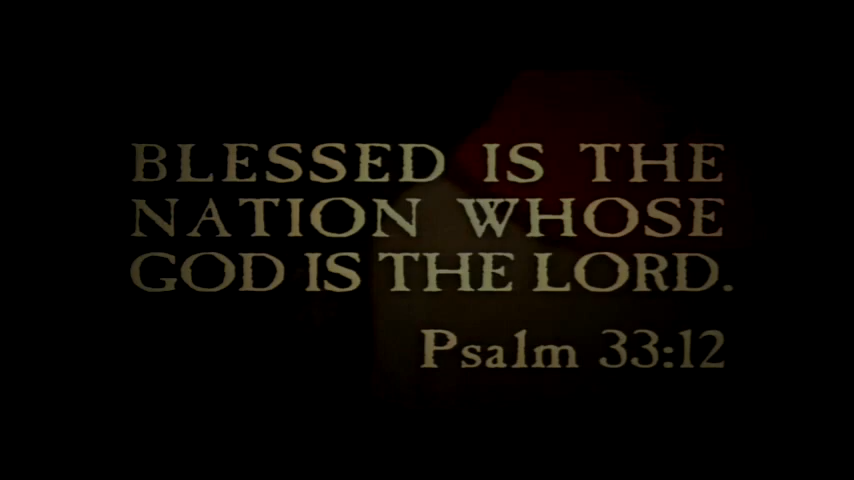 BLESSED IS THE
NATION WHOSE
GOD IS THE LORD.
Psalm 33:12